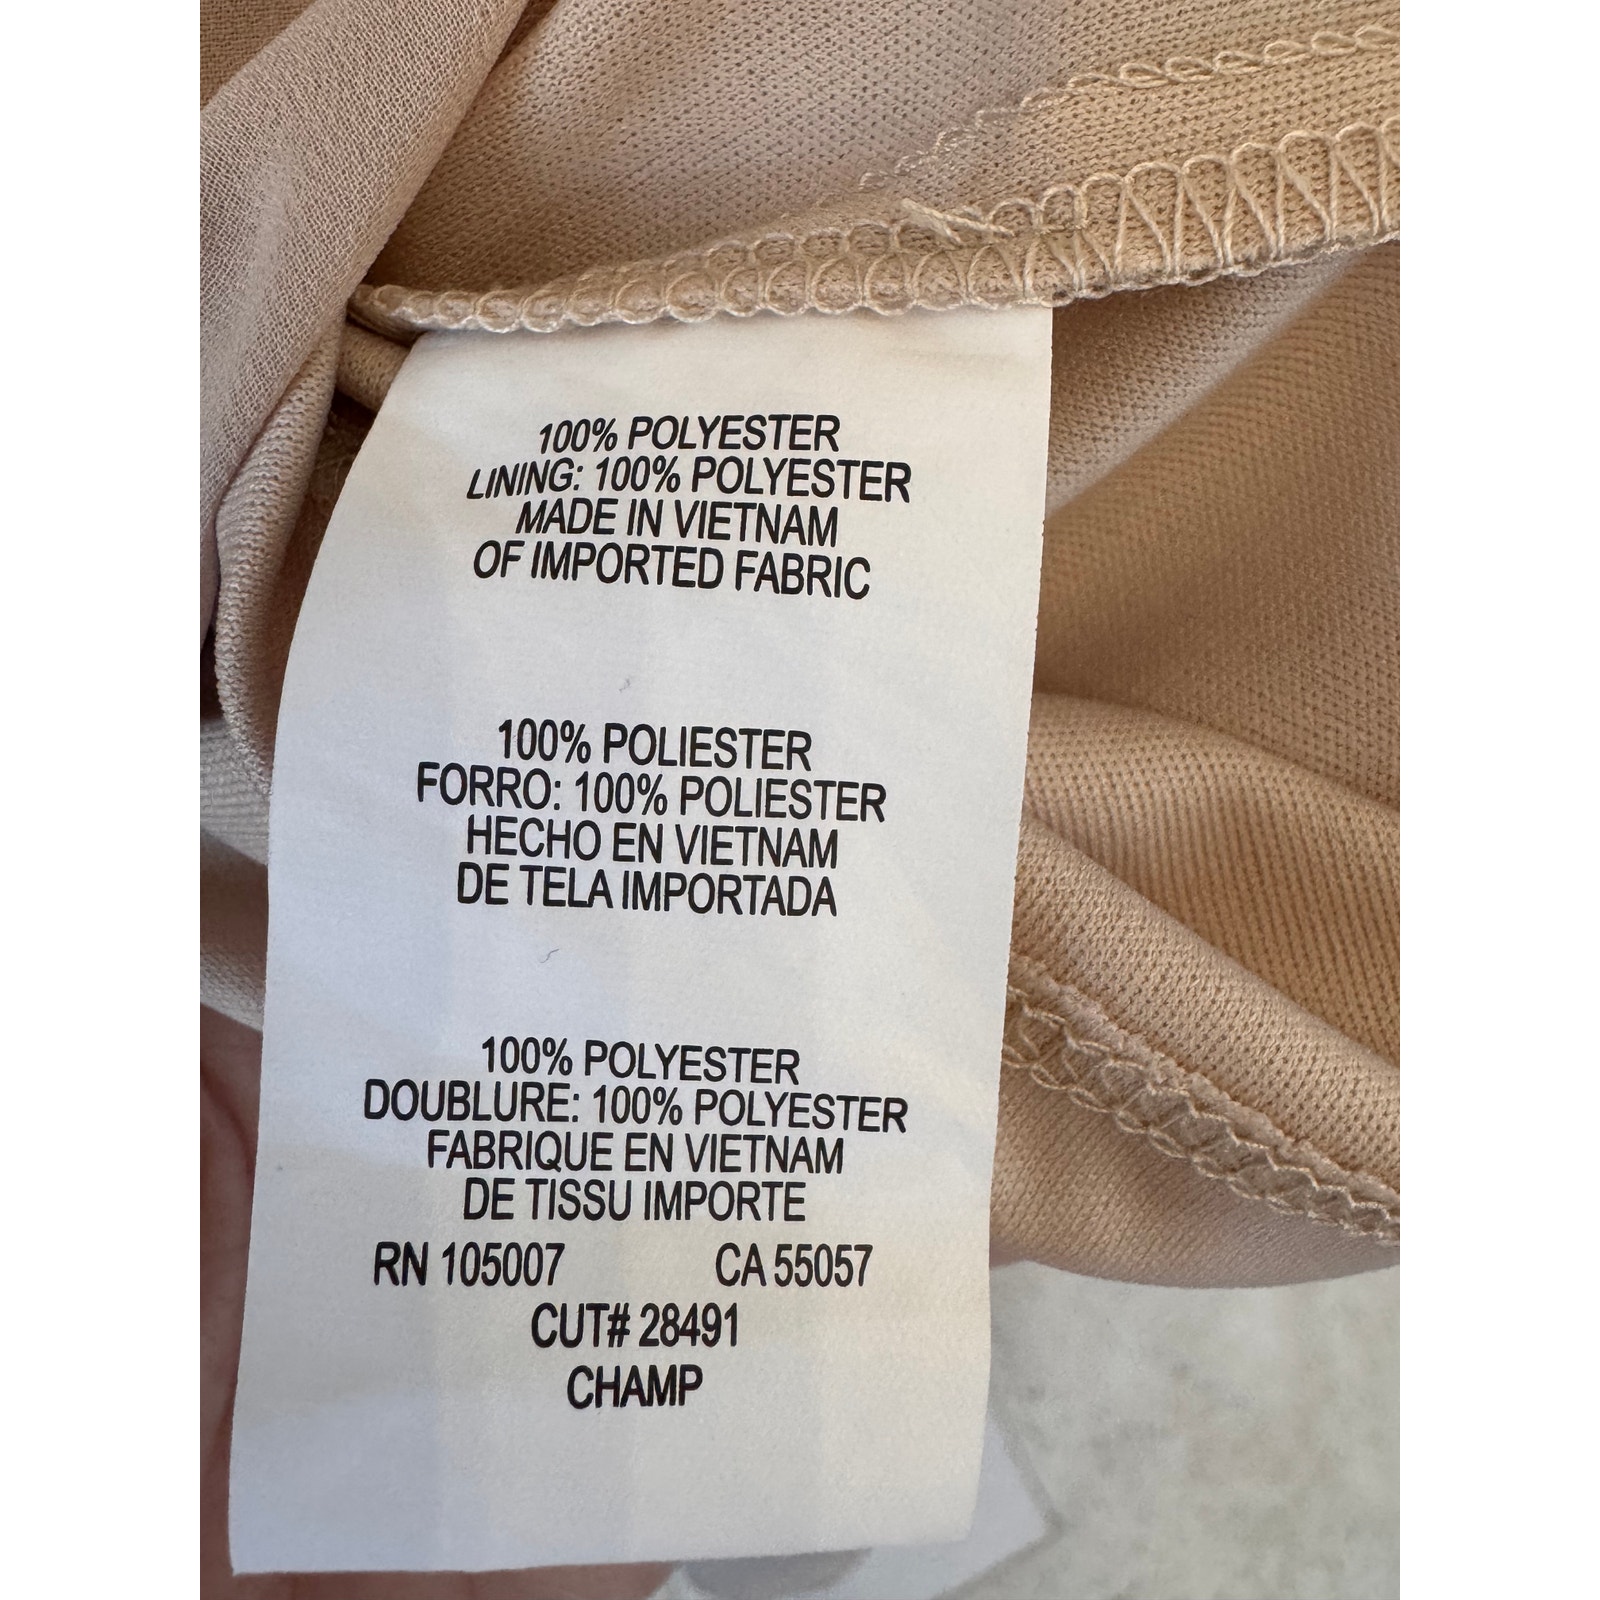 100% POLYESTER
LINING: 100% POLYESTER
MADE IN VIETNAM
OF IMPORTED FABRIC
100% POLIESTER
FORRO: 100% POLIESTER
HECHO EN VIETNAM
DE TELA IMPORTADA
100% POLYESTER
DOUBLURE: 100% POLYESTER
FABRIQUE EN VIETNAM
DE TISSU IMPORTE
RN 105007 CA 55057
CUT# 28491
CHAMP